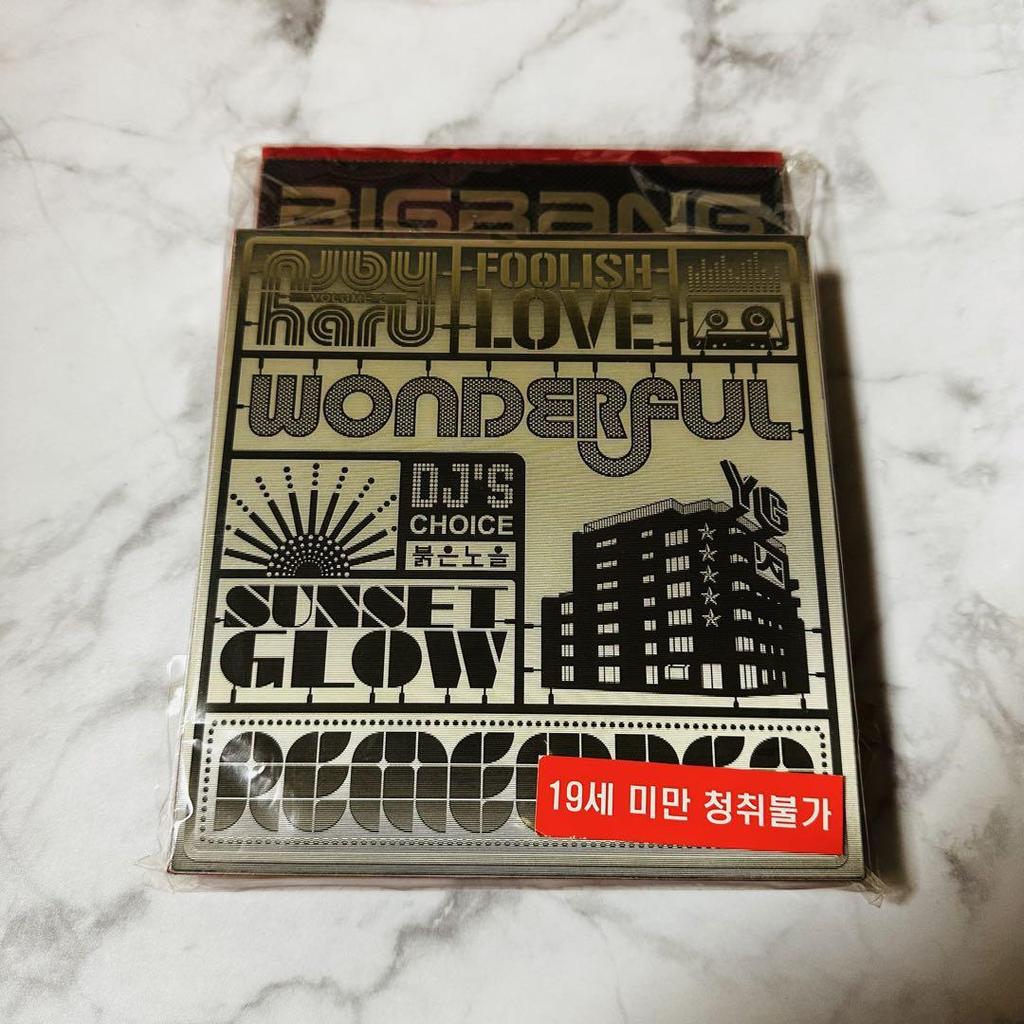 BIGBANG
haru
VOLUME 2
haru
FOOLISH
LOVE
WONDERFUL
DJ'S
CHOICE
붉은노을
SUNSET
GLOW
YG
19세 미만 청취불가